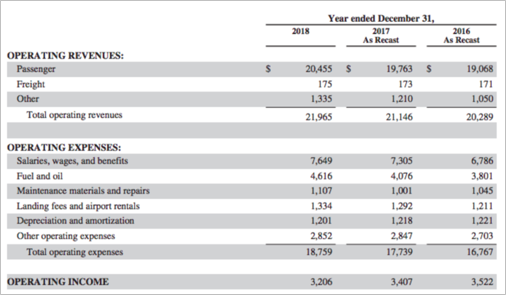 Year ended December 31,
2018 2017 As Recast 2016 As Recast
OPERATING REVENUES:
Passenger $ 20,455 $ 19,763 $ 19,068
Freight 175 173 171
Other 1,335 1,210 1,050
Total operating revenues 21,965 21,146 20,289
OPERATING EXPENSES:
Salaries, wages, and benefits 7,649 7,305 6,786
Fuel and oil 4,616 4,076 3,801
Maintenance materials and repairs 1,107 1,001 1,045
Landing fees and airport rentals 1,334 1,292 1,211
Depreciation and amortization 1,201 1,218 1,221
Other operating expenses 2,852 2,847 2,703
Total operating expenses 18,759 17,739 16,767
OPERATING INCOME 3,206 3,407 3,522